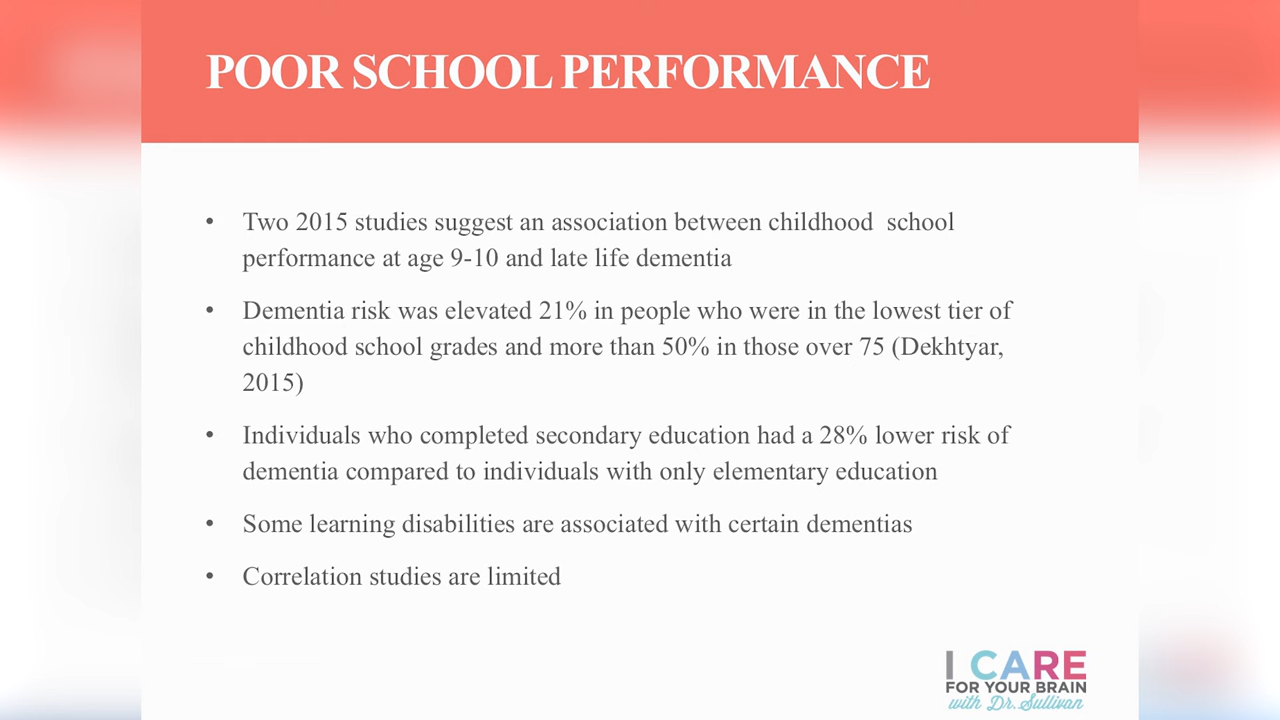 POOR SCHOOL PERFORMANCE
• Two 2015 studies suggest an association between childhood  school
performance at age 9-10 and late life dementia
• Dementia risk was elevated 21% in people who were in the lowest tier of
childhood school grades and more than 50% in those over 75 (Dekhtyar,
2015)
• Individuals who completed secondary education had a 28% lower risk of
dementia compared to individuals with only elementary education
• Some learning disabilities are associated with certain dementias
• Correlation studies are limited
I CARE
FOR YOUR BRAIN
with Dr. Sullivan